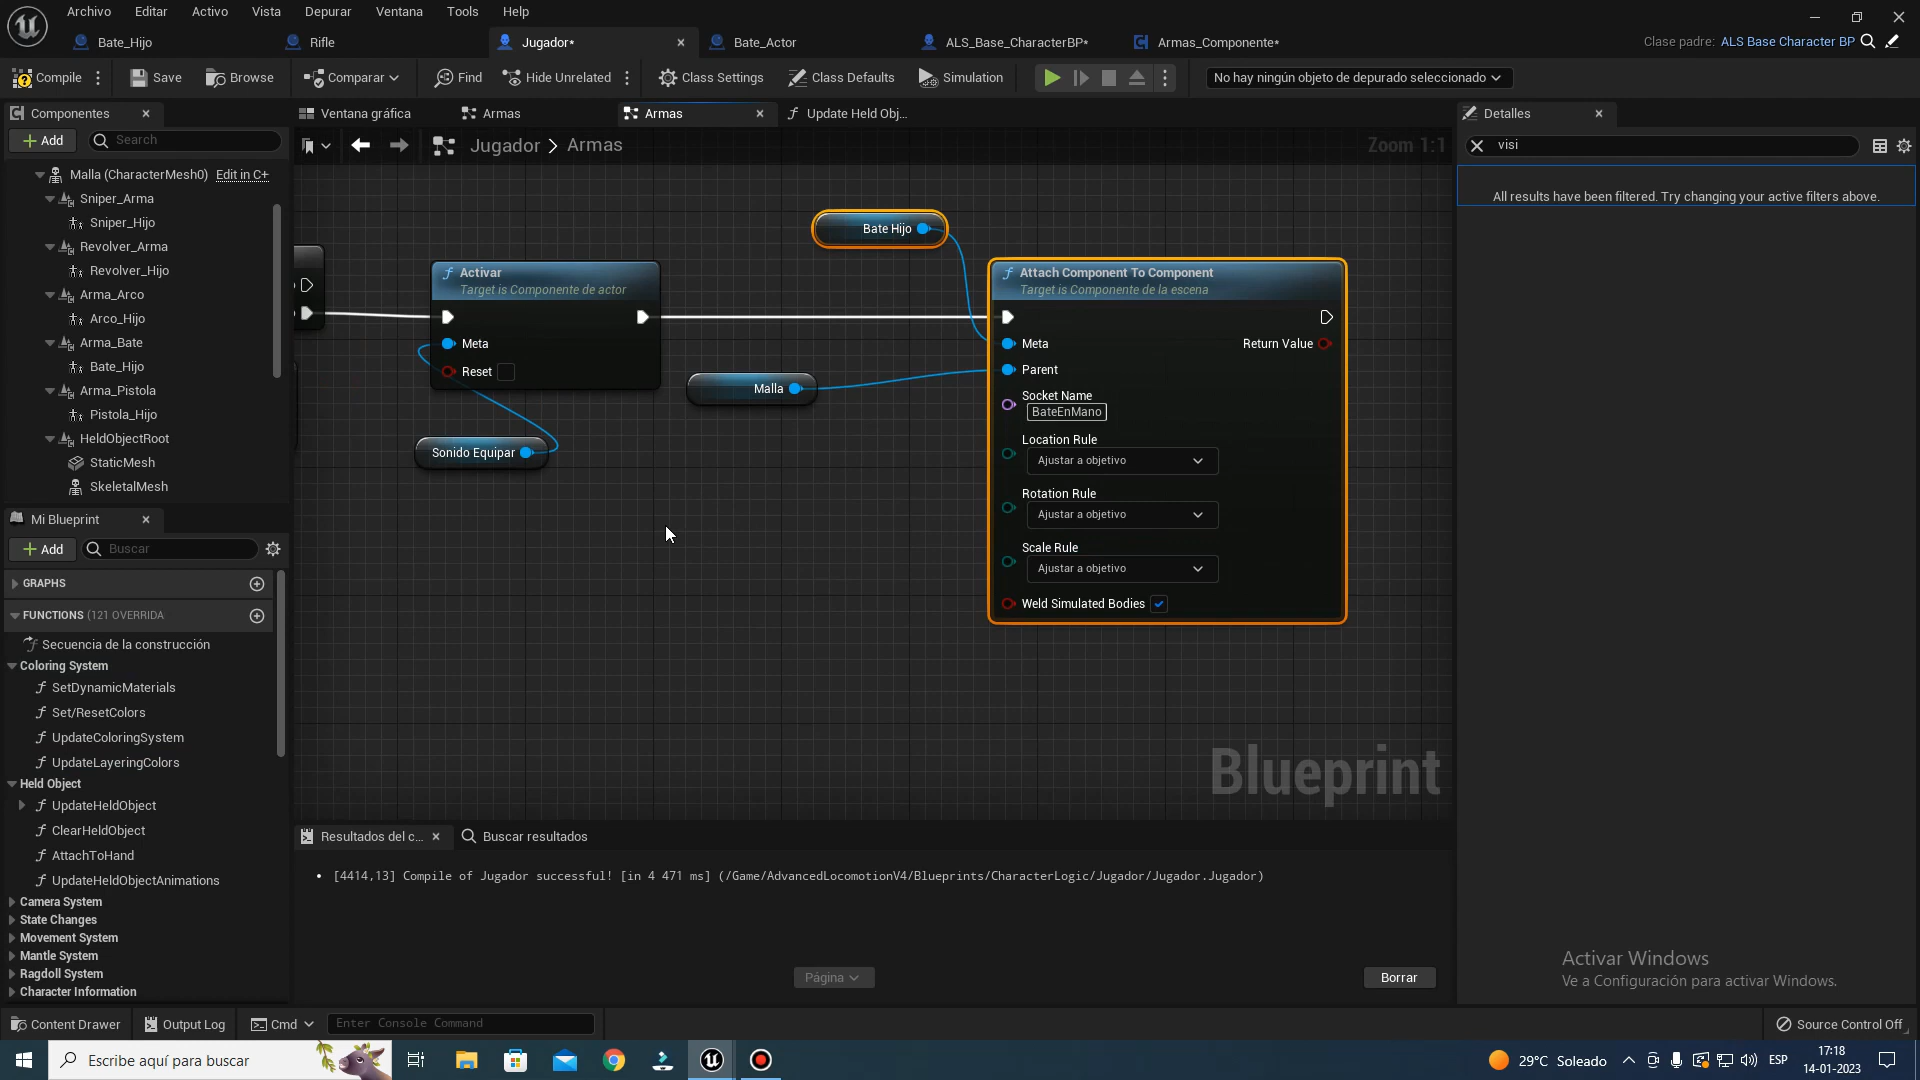 Archivo Editar Activo Vista Depurar Ventana Tools Help
Bate_Hijo Rifle Jugador* Bate_Actor ALS_Base_CharacterBP* Armas_Componente* Clase padre: ALS Base Character BP
Compile Save Browse Comparar Find Hide Unrelated Class Settings Class Defaults Simulation No hay ningún objeto de depurado seleccionado
Componentes
Add Search
Malla (CharacterMesh0) Edit in C+
Sniper_Arma
Sniper_Hijo
Revolver_Arma
Revolver_Hijo
Arma_Arco
Arco_Hijo
Arma_Bate
Bate_Hijo
Arma_Pistola
Pistola_Hijo
HeldObjectRoot
StaticMesh
SkeletalMesh
Mi Blueprint
Add Buscar
GRAPHS
FUNCTIONS (121 OVERRIDA
Secuencia de la construcción
Coloring System
SetDynamicMaterials
Set/ResetColors
UpdateColoringSystem
UpdateLayeringColors
Held Object
UpdateHeldObject
ClearHeldObject
AttachToHand
UpdateHeldObjectAnimations
Camera System
State Changes
Movement System
Mantle System
Ragdoll System
Character Information
Ventana gráfica Armas Armas Update Held Obj...
Jugador > Armas Zoom 1:1
Activar
Target is Componente de actor
Meta
Reset
Sonido Equipar
Malla
Bate Hijo
Attach Component To Component
Target is Componente de la escena
Meta Return Value
Parent
Socket Name
BateEnMano
Location Rule
Ajustar a objetivo
Rotation Rule
Ajustar a objetivo
Scale Rule
Ajustar a objetivo
Weld Simulated Bodies
Blueprint
Resultados del c... Buscar resultados
• [4414,13] Compile of Jugador successful! [in 4 471 ms] (/Game/AdvancedLocomotionV4/Blueprints/CharacterLogic/Jugador/Jugador.Jugador)
Página Borrar
Detalles
visi
All results have been filtered. Try changing your active filters above.
Activar Windows
Ve a Configuración para activar Windows.
Content Drawer Output Log Cmd Enter Console Command Source Control Off
Escribe aquí para buscar 29°C Soleado ESP 17:18
14-01-2023